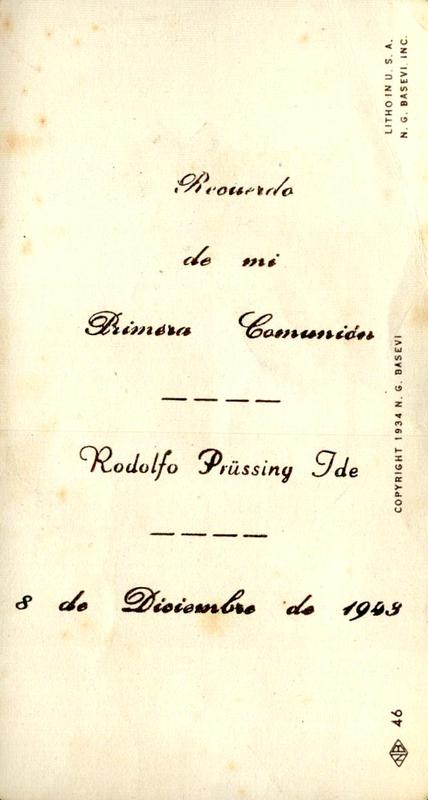 Recuerdo
de mi
Primera Comunión
Rodolfo Prüssing Ide
8 de Diciembre de 1943
LITHO IN U. S. A.
N. G. BASEVI, INC.
COPYRIGHT 1934 N. G. BASEVI
46